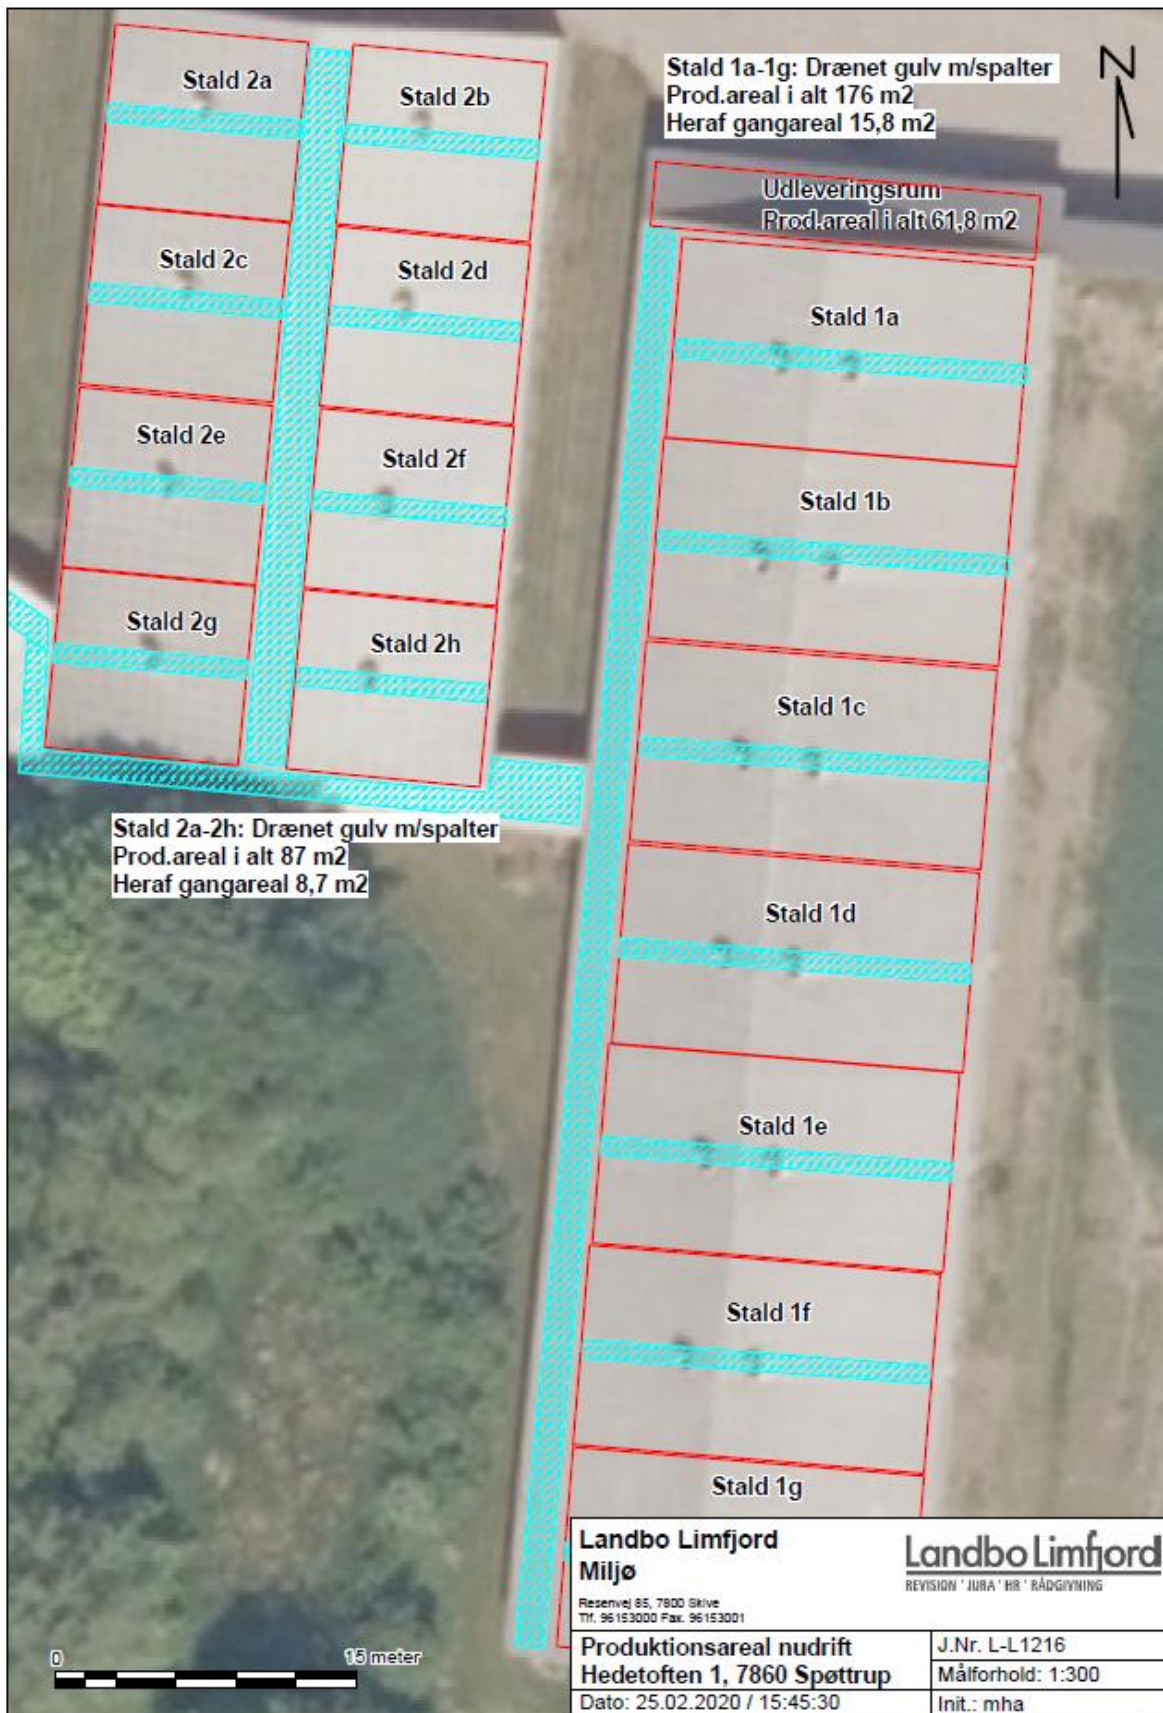 Stald 1a-1g: Drænet gulv m/spalter
Prod.areal i alt 176 m2
Heraf gangareal 15,8 m2
N
Stald 2a
Stald 2b
Udleveringsrum
Prod.areal i alt 61,8 m2
Stald 2c
Stald 2d
Stald 1a
Stald 2e
Stald 2f
Stald 1b
Stald 2g
Stald 2h
Stald 1c
Stald 2a-2h: Drænet gulv m/spalter
Prod.areal i alt 87 m2
Heraf gangareal 8,7 m2
Stald 1d
Stald 1e
Stald 1f
Stald 1g
0 15 meter
Landbo Limfjord
Miljø
Resenvej 85, 7800 Skive
Tlf. 96153000 Fax. 96153001
Landbo Limfjord
REVISION ' JURA ' HR ' RÅDGIVNING
Produktionsareal nudrift
Hedetoften 1, 7860 Spøttrup
J.Nr. L-L1216
Målforhold: 1:300
Dato: 25.02.2020 / 15:45:30
Init.: mha